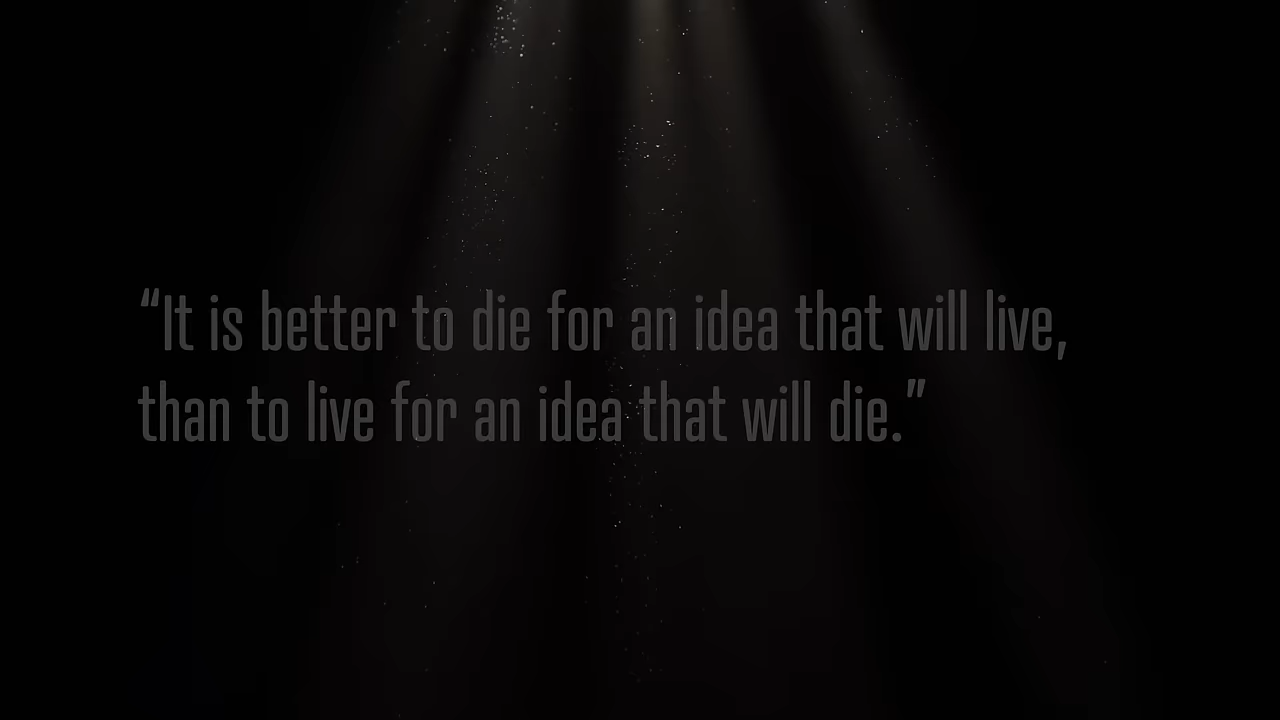 “It is better to die for an idea that will live,
than to live for an idea that will die.”